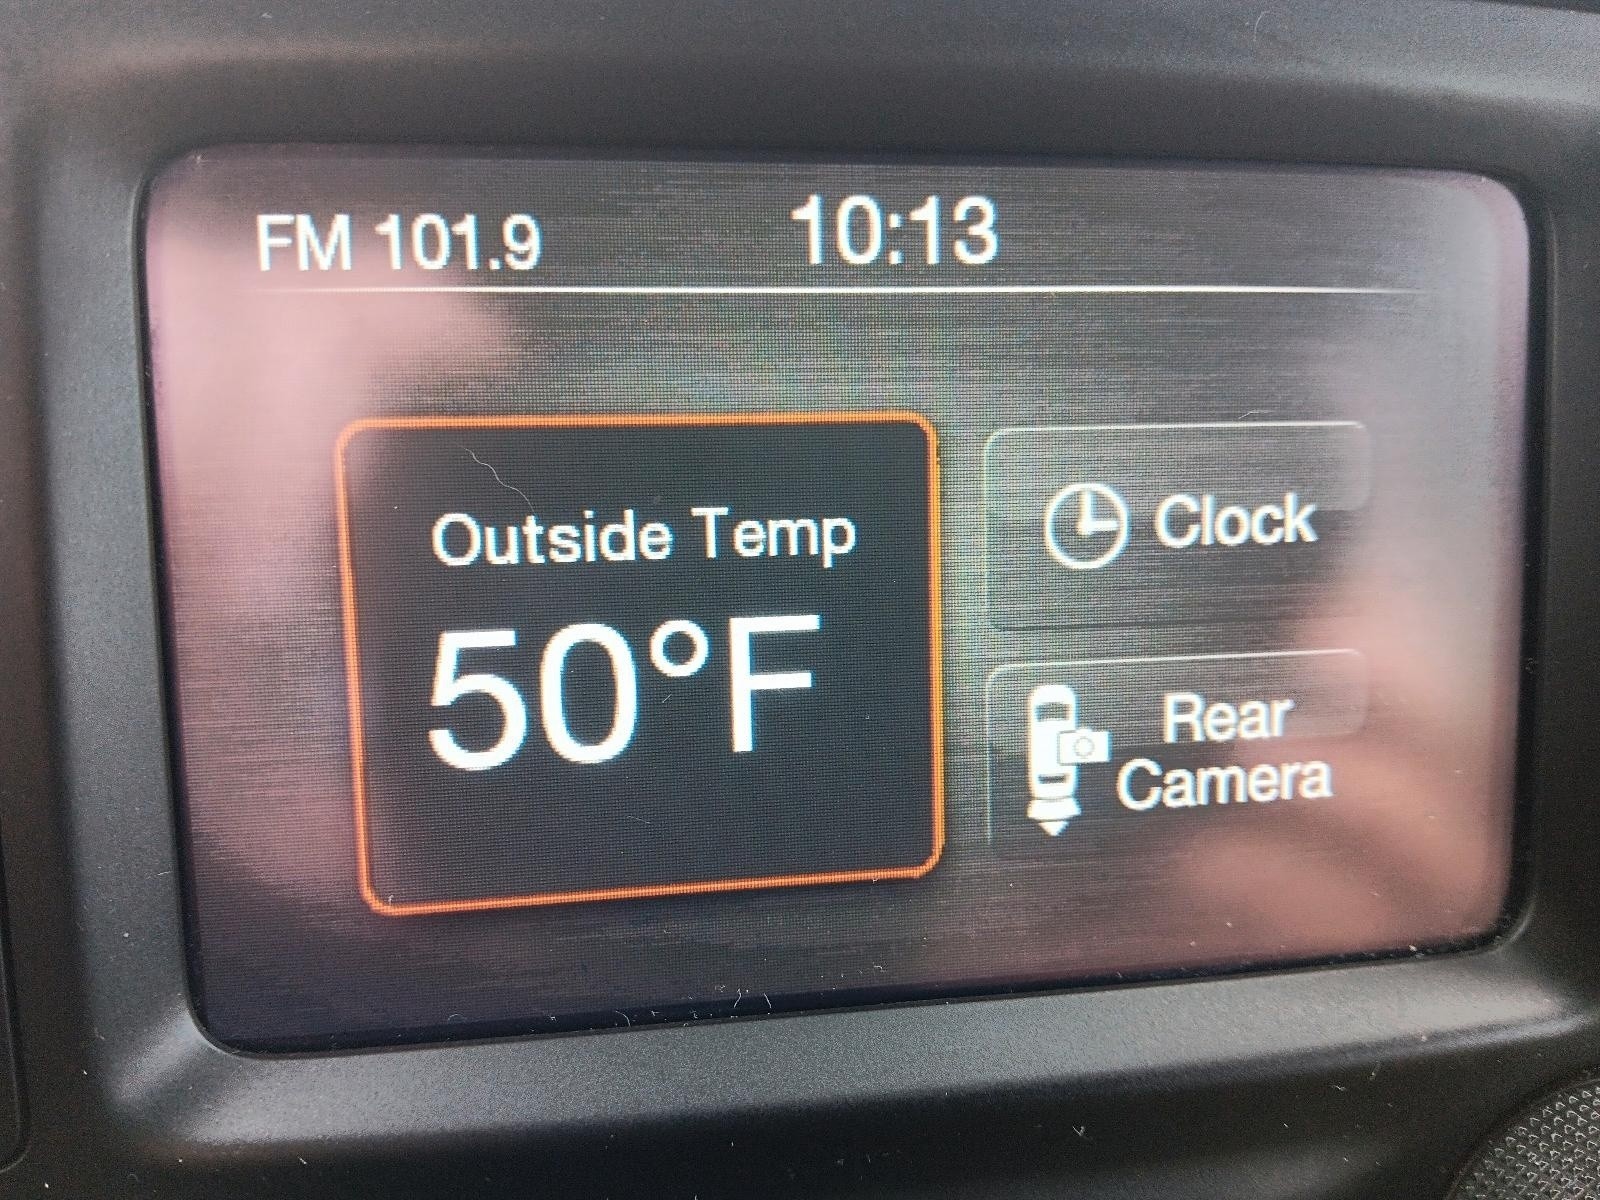 FM 101.9 10:13
Outside Temp
50°F
Clock
Rear
Camera